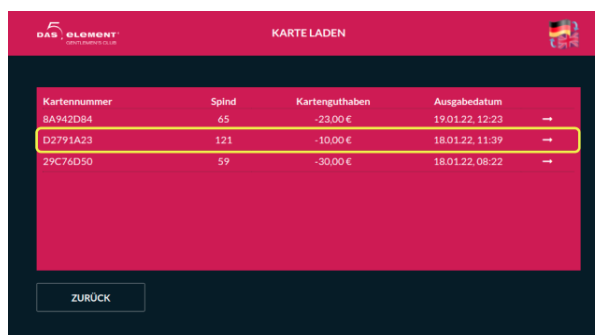 DAS 5 ELEMENT
GENTLEMEN'S CLUB
KARTE LADEN
Kartennummer Spind Kartenguthaben Ausgabedatum
8A942D84 65 -23,00 € 19.01.22, 12:23 →
D2791A23 121 -10,00 € 18.01.22, 11:39 →
29C76D50 59 -30,00 € 18.01.22, 08:22 →
ZURÜCK